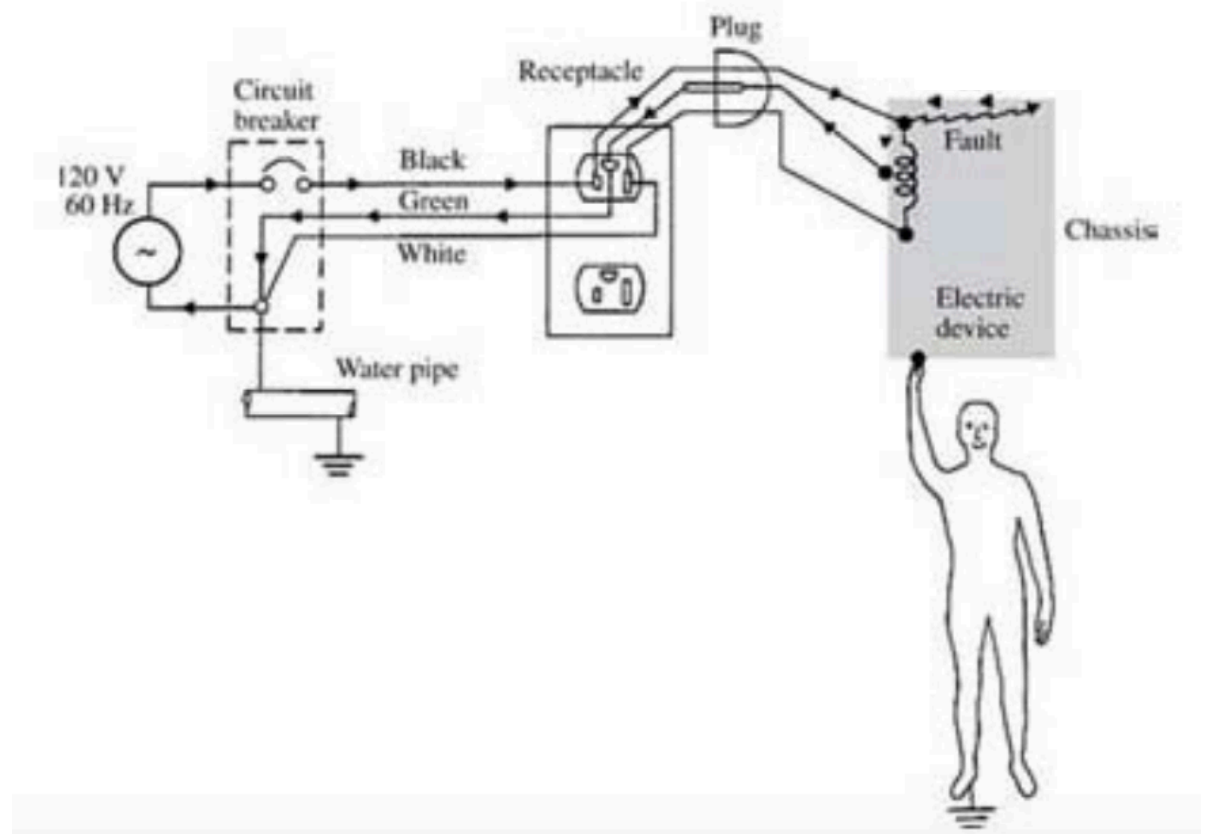 Plug
Receptacle
Circuit
breaker
120 V
60 Hz
Black
Green
White
Fault
Chassis
Electric
device
Water pipe
~